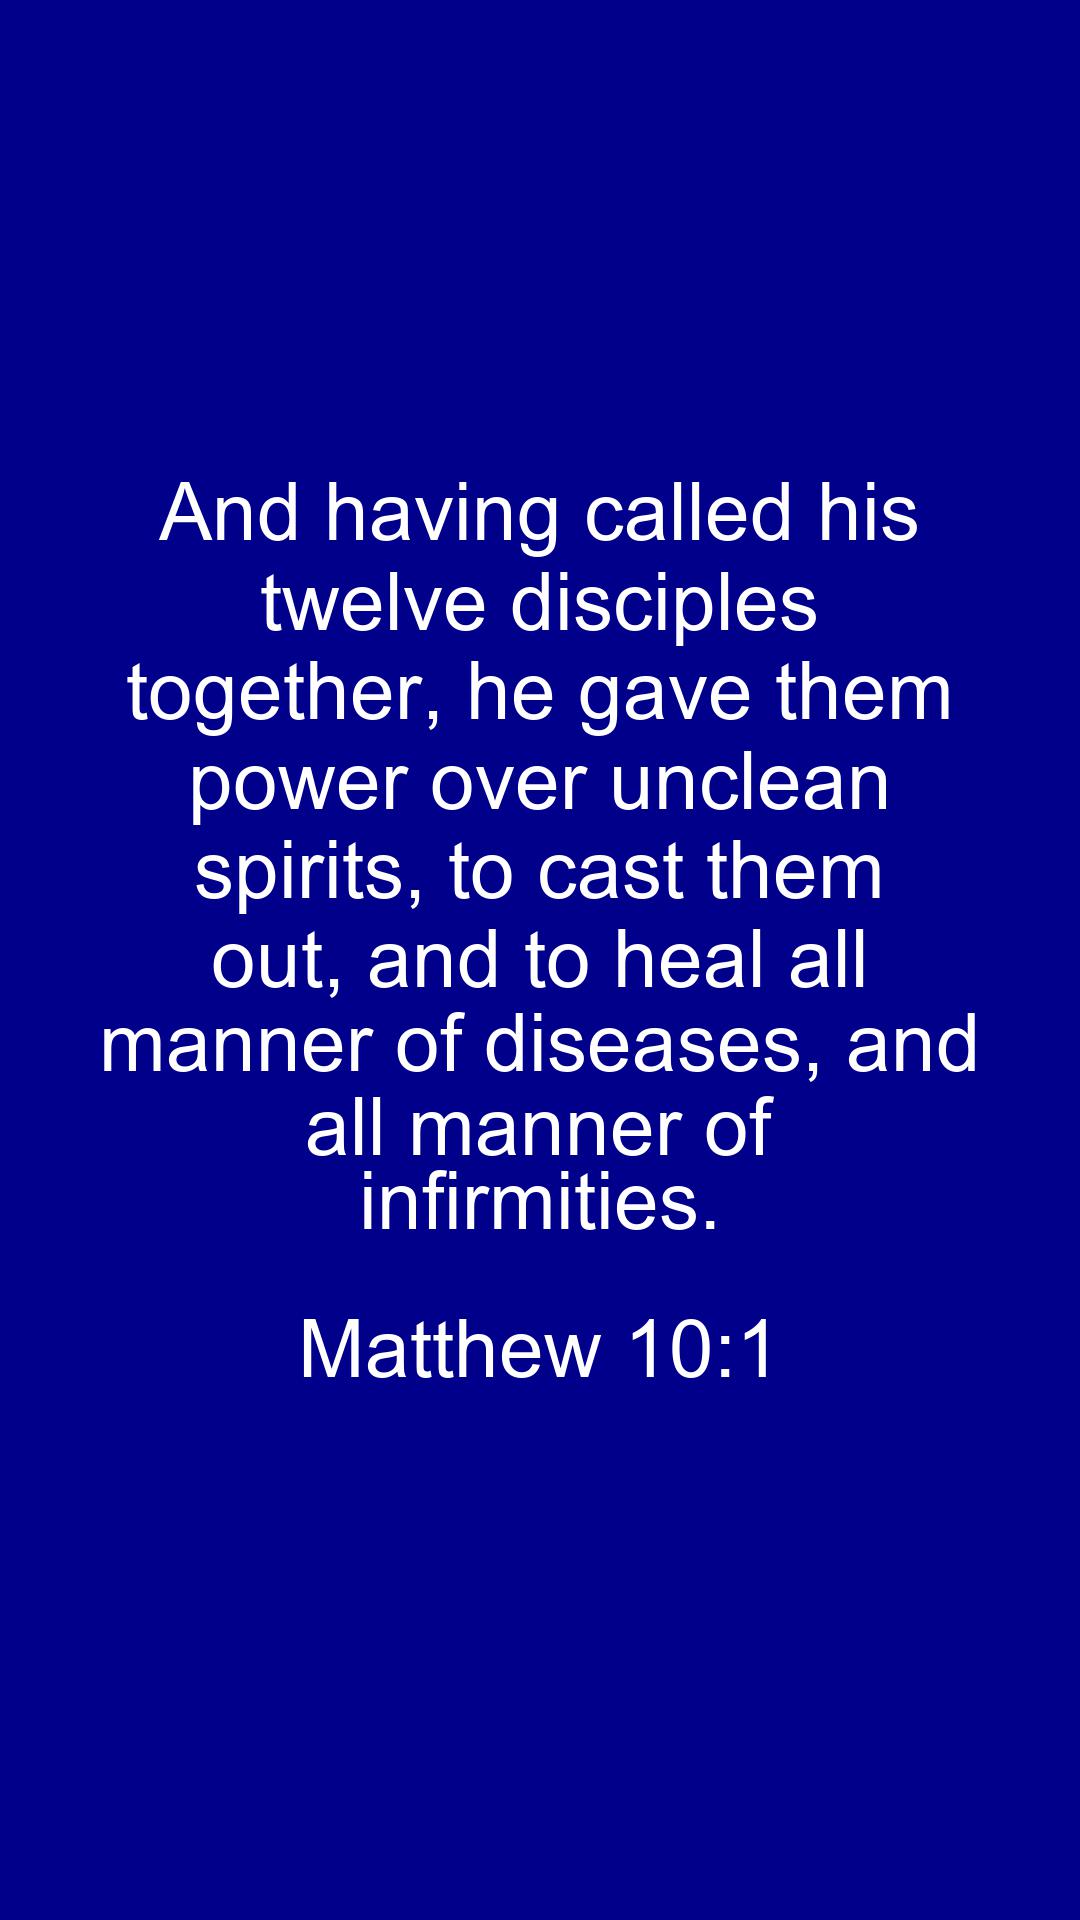 And having called his
twelve disciples
together, he gave them
power over unclean
spirits, to cast them
out, and to heal all
manner of diseases, and
all manner of
infirmities.
Matthew 10:1